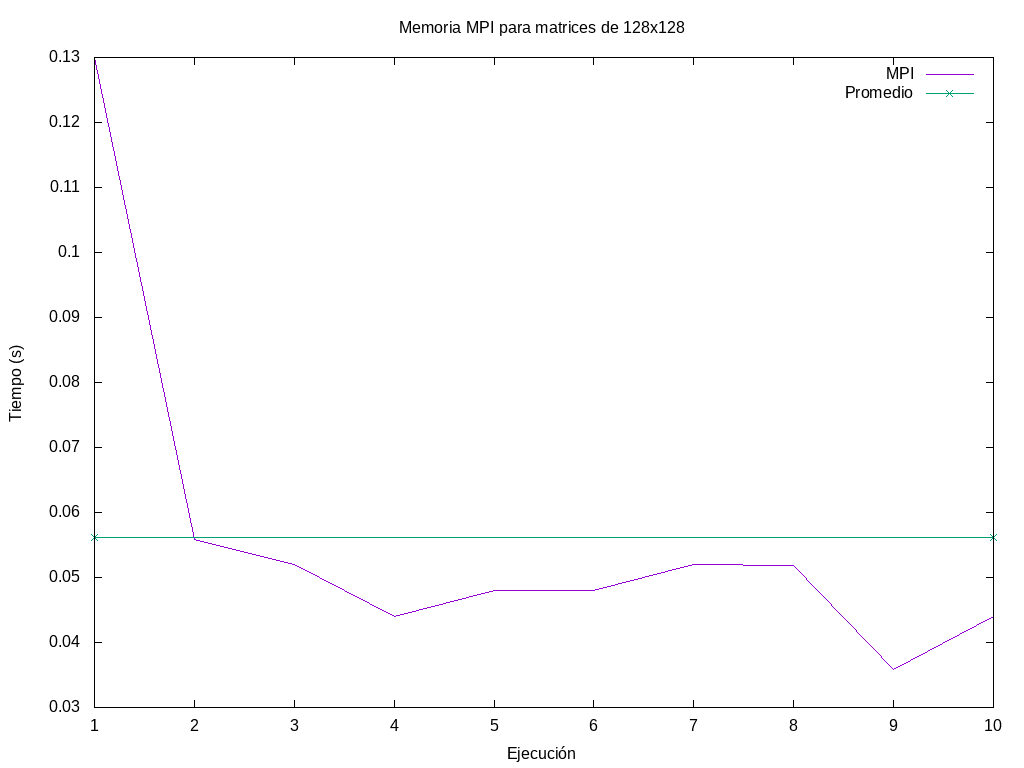 Memoria MPI para matrices de 128x128
MPI
Promedio
0.13
0.12
0.11
0.1
0.09
0.08
0.07
0.06
0.05
0.04
0.03
Tiempo (s)
1 2 3 4 5 6 7 8 9 10
Ejecución